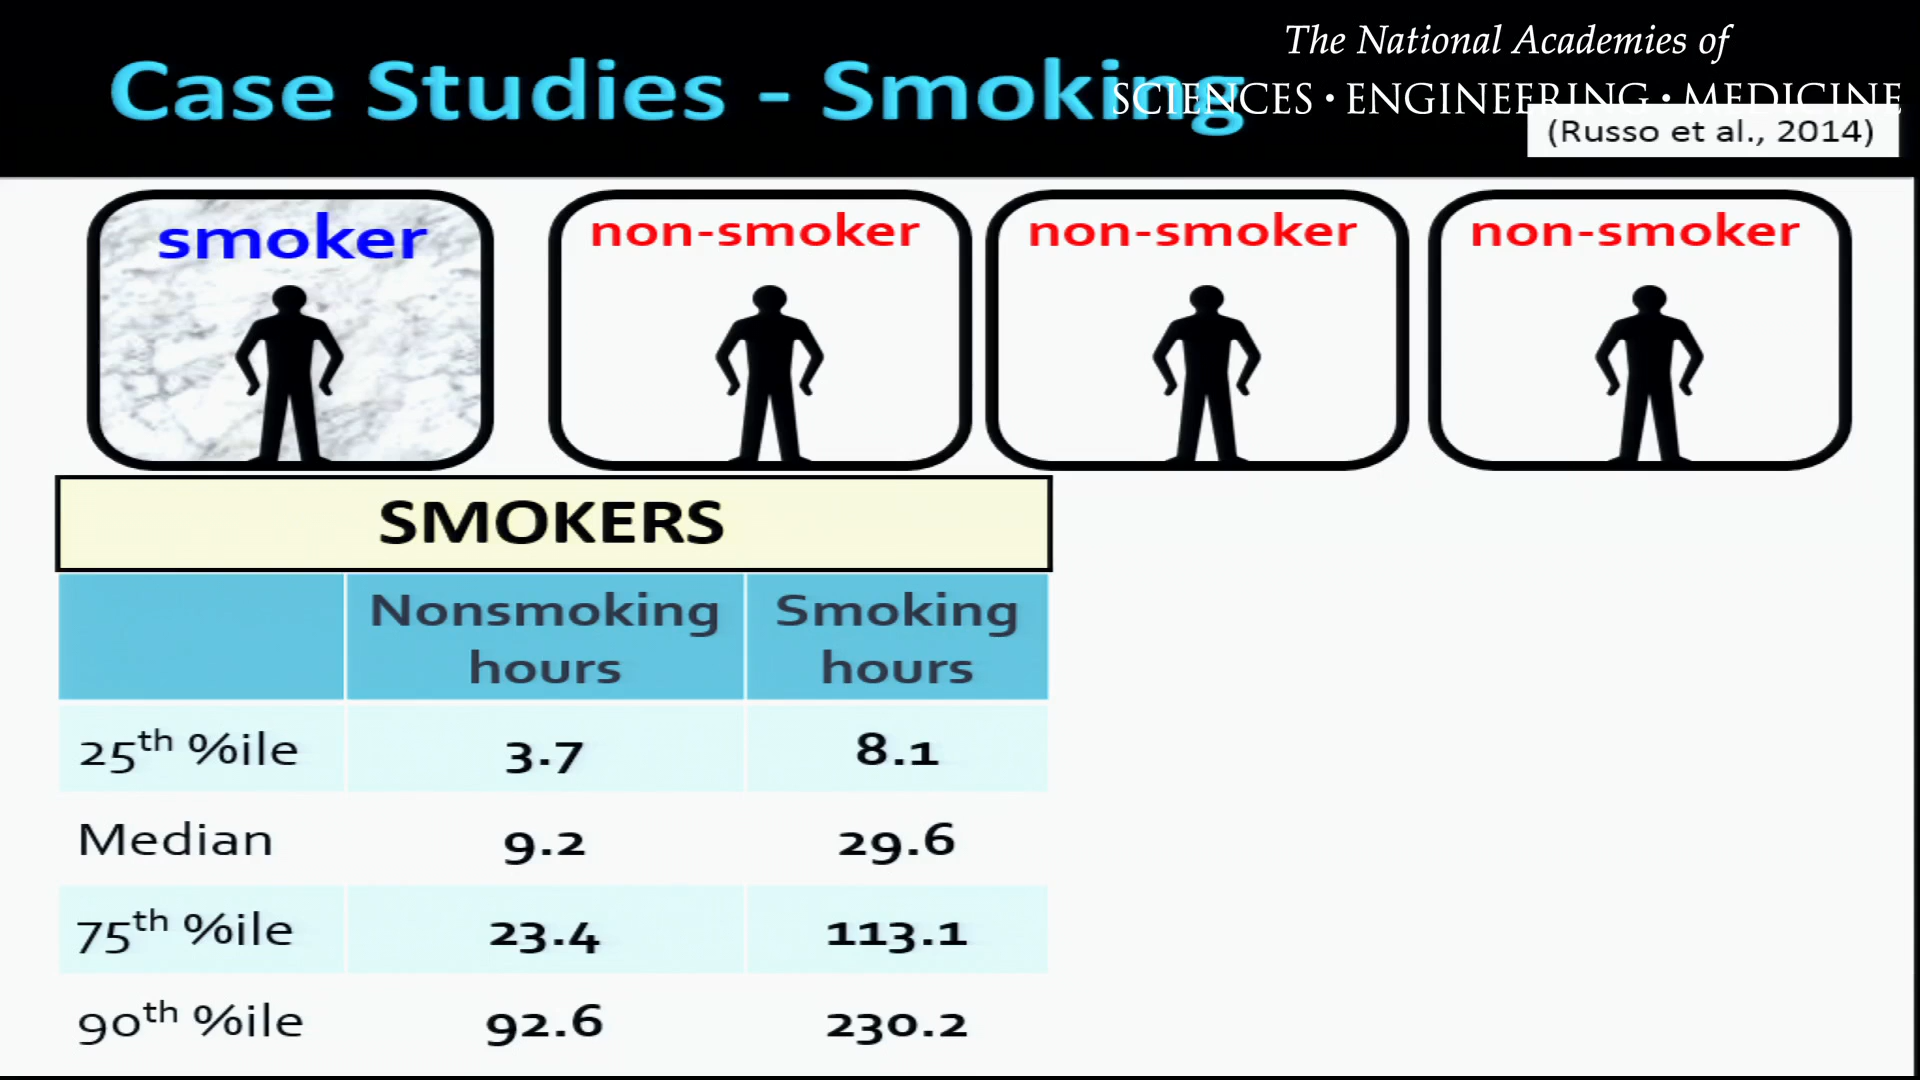 The National Academies of
SCIENCES • ENGINEERING • MEDICINE
Case Studies - Smoking
(Russo et al., 2014)
smoker
non-smoker
non-smoker
non-smoker
SMOKERS
Nonsmoking hours
Smoking hours
25th %ile 3.7 8.1
Median 9.2 29.6
75th %ile 23.4 113.1
90th %ile 92.6 230.2